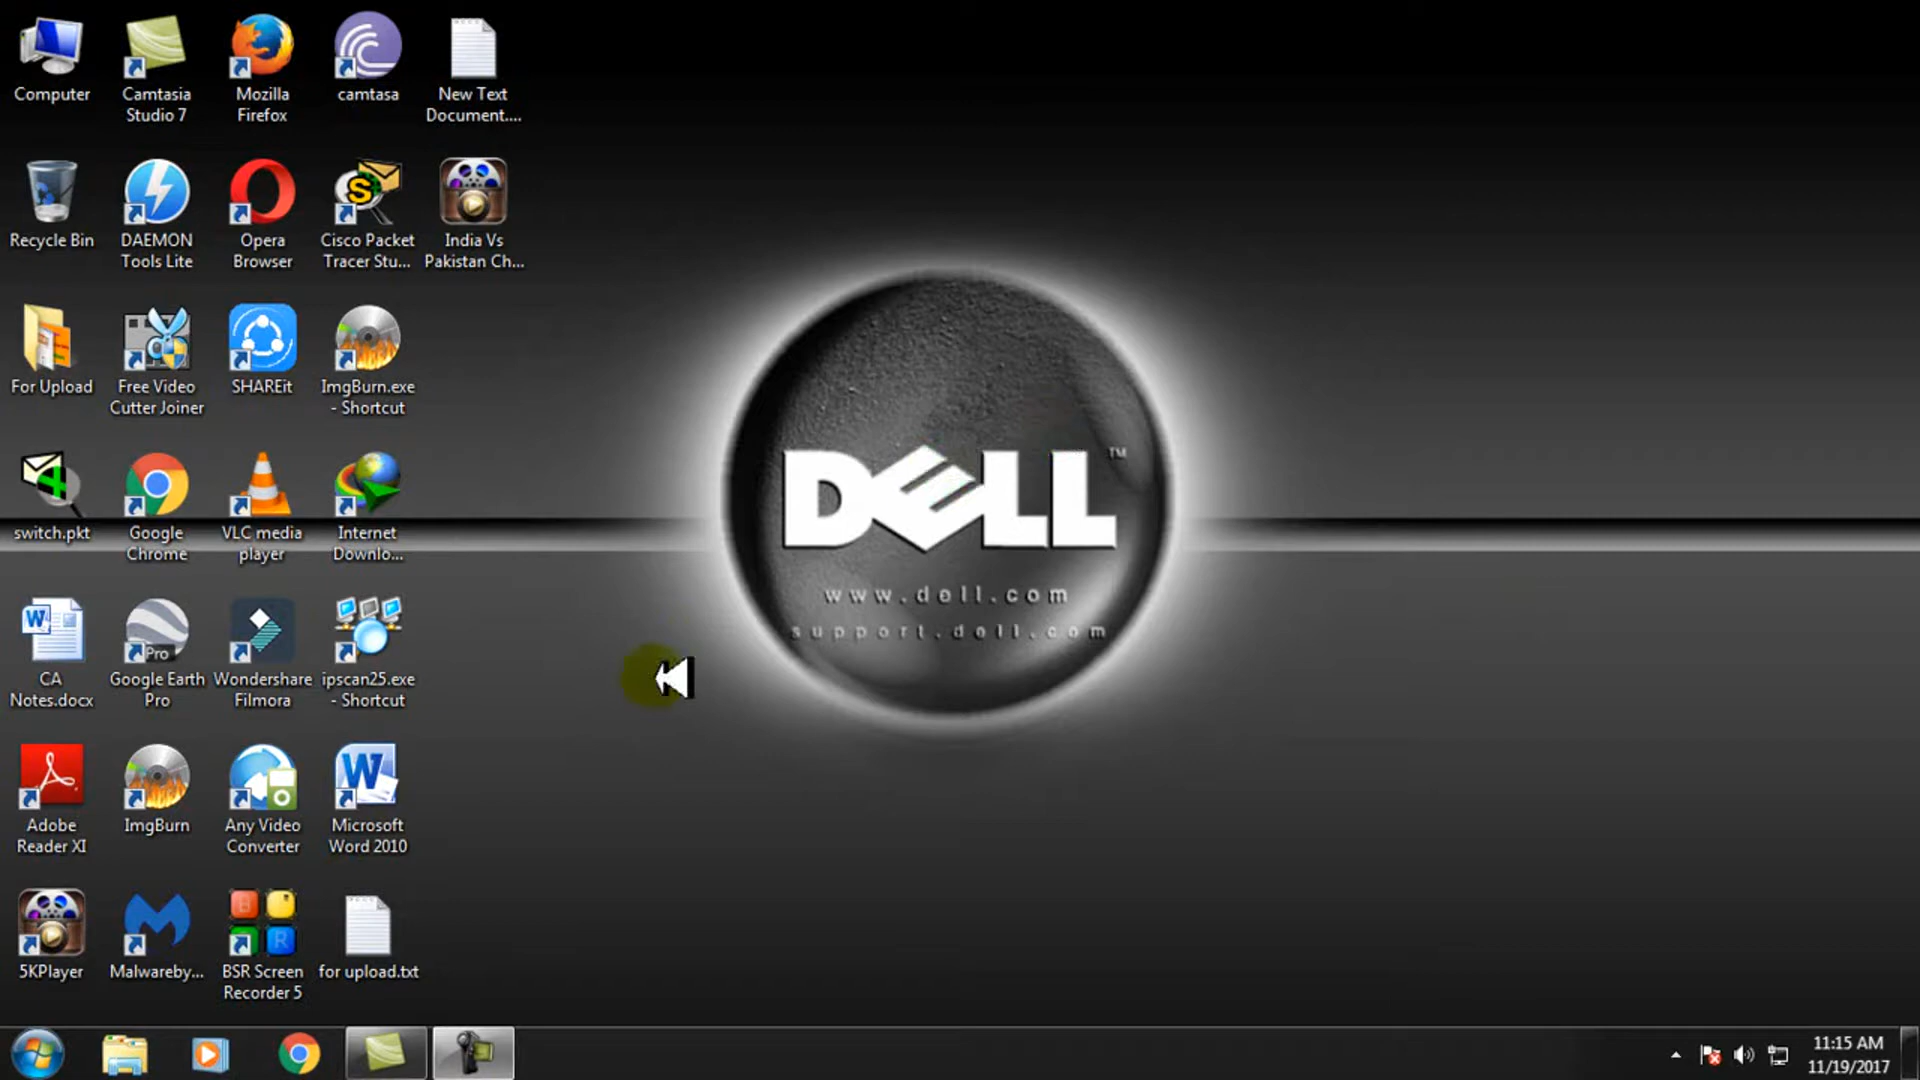 Computer
Camtasia
Studio 7
Mozilla
Firefox
camtasa
New Text
Document....
Recycle Bin
DAEMON
Tools Lite
Opera
Browser
Cisco Packet
Tracer Stu...
India Vs
Pakistan Ch...
For Upload
Free Video
Cutter Joiner
SHAREit
ImgBurn.exe
- Shortcut
switch.pkt
Google
Chrome
VLC media
player
Internet
Downlo...
CA
Notes.docx
Pro
Google Earth
Pro
Wondershare
Filmora
ipscan25.exe
- Shortcut
Adobe
Reader XI
ImgBurn
Any Video
Converter
Microsoft
Word 2010
5KPlayer
Malwareby...
BSR Screen
Recorder 5
for upload.txt
DELL™
www.dell.com
support.dell.com
11:15 AM
11/19/2017